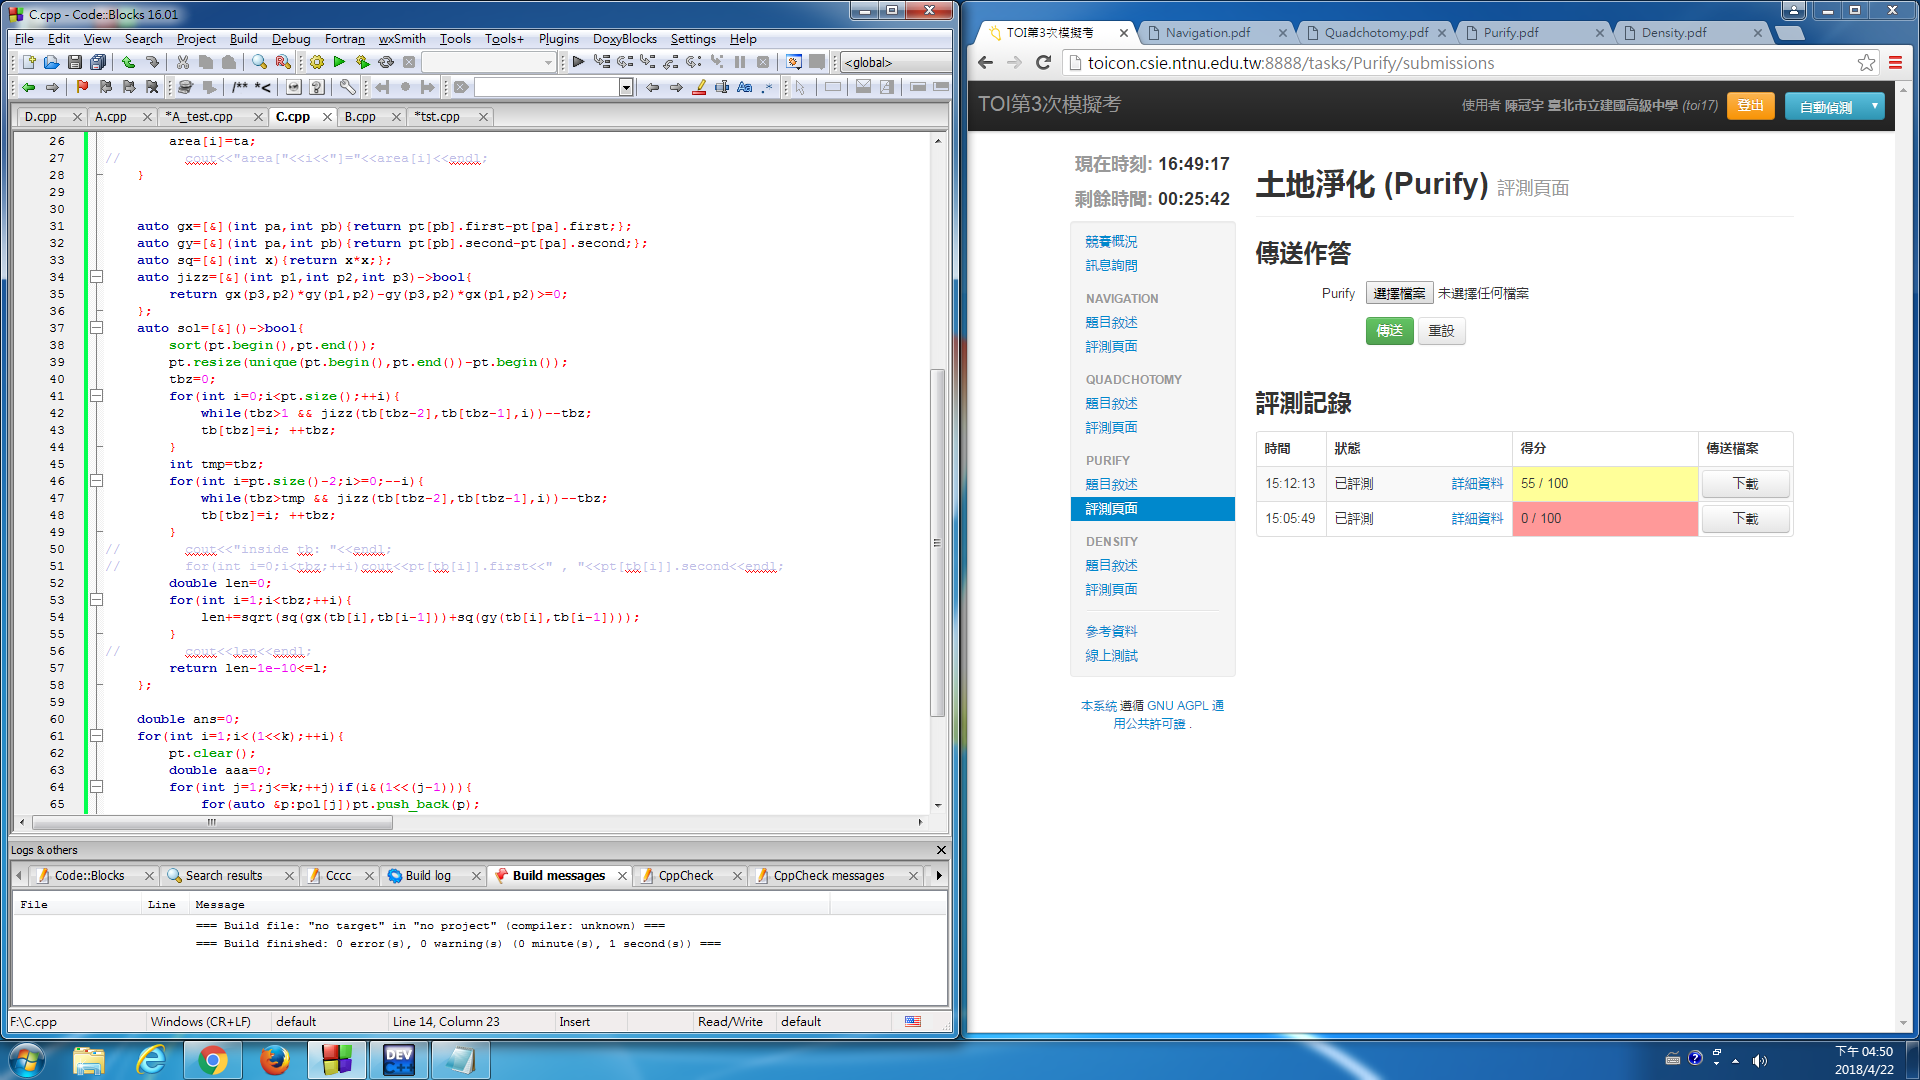 C.cpp - Code::Blocks 16.01
File Edit View Search Project Build Debug Fortran wxSmith Tools Tools+ Plugins DoxyBlocks Settings Help
<global>
/** *<
D.cpp A.cpp *A_test.cpp C.cpp B.cpp *tst.cpp
26 area[i]=ta;
27 // cout<<"area["<<i<<"]="<<area[i]<<endl;
28 }
29
30
31 auto gx=[&](int pa,int pb){return pt[pb].first-pt[pa].first;};
32 auto gy=[&](int pa,int pb){return pt[pb].second-pt[pa].second;};
33 auto sq=[&](int x){return x*x;};
34 auto jizz=[&](int p1,int p2,int p3)->bool{
35 return gx(p3,p2)*gy(p1,p2)-gy(p3,p2)*gx(p1,p2)>=0;
36 };
37 auto sol=[&]()->bool{
38 sort(pt.begin(),pt.end());
39 pt.resize(unique(pt.begin(),pt.end())-pt.begin());
40 tbz=0;
41 for(int i=0;i<pt.size();++i){
42 while(tbz>1 && jizz(tb[tbz-2],tb[tbz-1],i))--tbz;
43 tb[tbz]=i; ++tbz;
44 }
45 int tmp=tbz;
46 for(int i=pt.size()-2;i>=0;--i){
47 while(tbz>tmp && jizz(tb[tbz-2],tb[tbz-1],i))--tbz;
48 tb[tbz]=i; ++tbz;
49 }
50 // cout<<"inside tb: "<<endl;
51 // for(int i=0;i<tbz;++i)cout<<pt[tb[i]].first<<" , "<<pt[tb[i]].second<<endl;
52 double len=0;
53 for(int i=1;i<tbz;++i){
54 len+=sqrt(sq(gx(tb[i],tb[i-1]))+sq(gy(tb[i],tb[i-1])));
55 }
56 // cout<<len<<endl;
57 return len-1e-10<=l;
58 };
59
60 double ans=0;
61 for(int i=1;i<(1<<k);++i){
62 pt.clear();
63 double aaa=0;
64 for(int j=1;j<=k;++j)if(i&(1<<(j-1))){
65 for(auto &p:pol[j])pt.push_back(p);
Logs & others
Code::Blocks Search results Cccc Build log Build messages CppCheck CppCheck messages
File Line Message
=== Build file: "no target" in "no project" (compiler: unknown) ===
=== Build finished: 0 error(s), 0 warning(s) (0 minute(s), 1 second(s)) ===
F:\C.cpp Windows (CR+LF) default Line 14, Column 23 Insert Read/Write default
TOI第3次模擬考 Navigation.pdf Quadchotomy.pdf Purify.pdf Density.pdf
toicon.csie.ntnu.edu.tw:8888/tasks/Purify/submissions
TOI第3次模擬考 使用者 陳冠宇 臺北市立建國高級中學 (toi17) 登出 自動偵測
現在時刻: 16:49:17
剩餘時間: 00:25:42
競賽概況
訊息詢問
NAVIGATION
題目敘述
評測頁面
QUADCHOTOMY
題目敘述
評測頁面
PURIFY
題目敘述
評測頁面
DENSITY
題目敘述
評測頁面
參考資料
線上測試
本系統 遵循 GNU AGPL 通
用公共許可證 .
土地淨化 (Purify) 評測頁面
傳送作答
Purify 選擇檔案 未選擇任何檔案
傳送 重設
評測記錄
時間 狀態 得分 傳送檔案
15:12:13 已評測 詳細資料 55 / 100 下載
15:05:49 已評測 詳細資料 0 / 100 下載
DEV C++
下午 04:50
2018/4/22